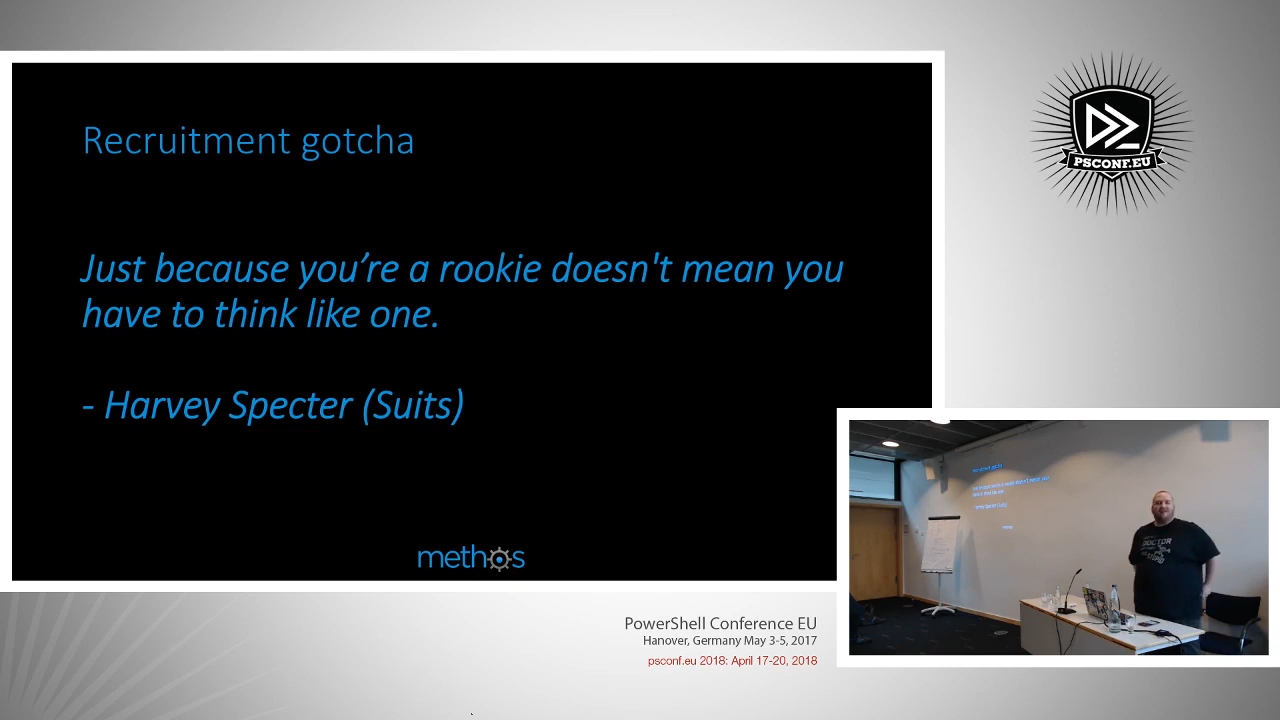 Recruitment gotcha
Just because you’re a rookie doesn't mean you
have to think like one.
- Harvey Specter (Suits)
methos
PSCONF.EU
PowerShell Conference EU
Hanover, Germany May 3-5, 2017
psconf.eu 2018: April 17-20, 2018
DOCTOR